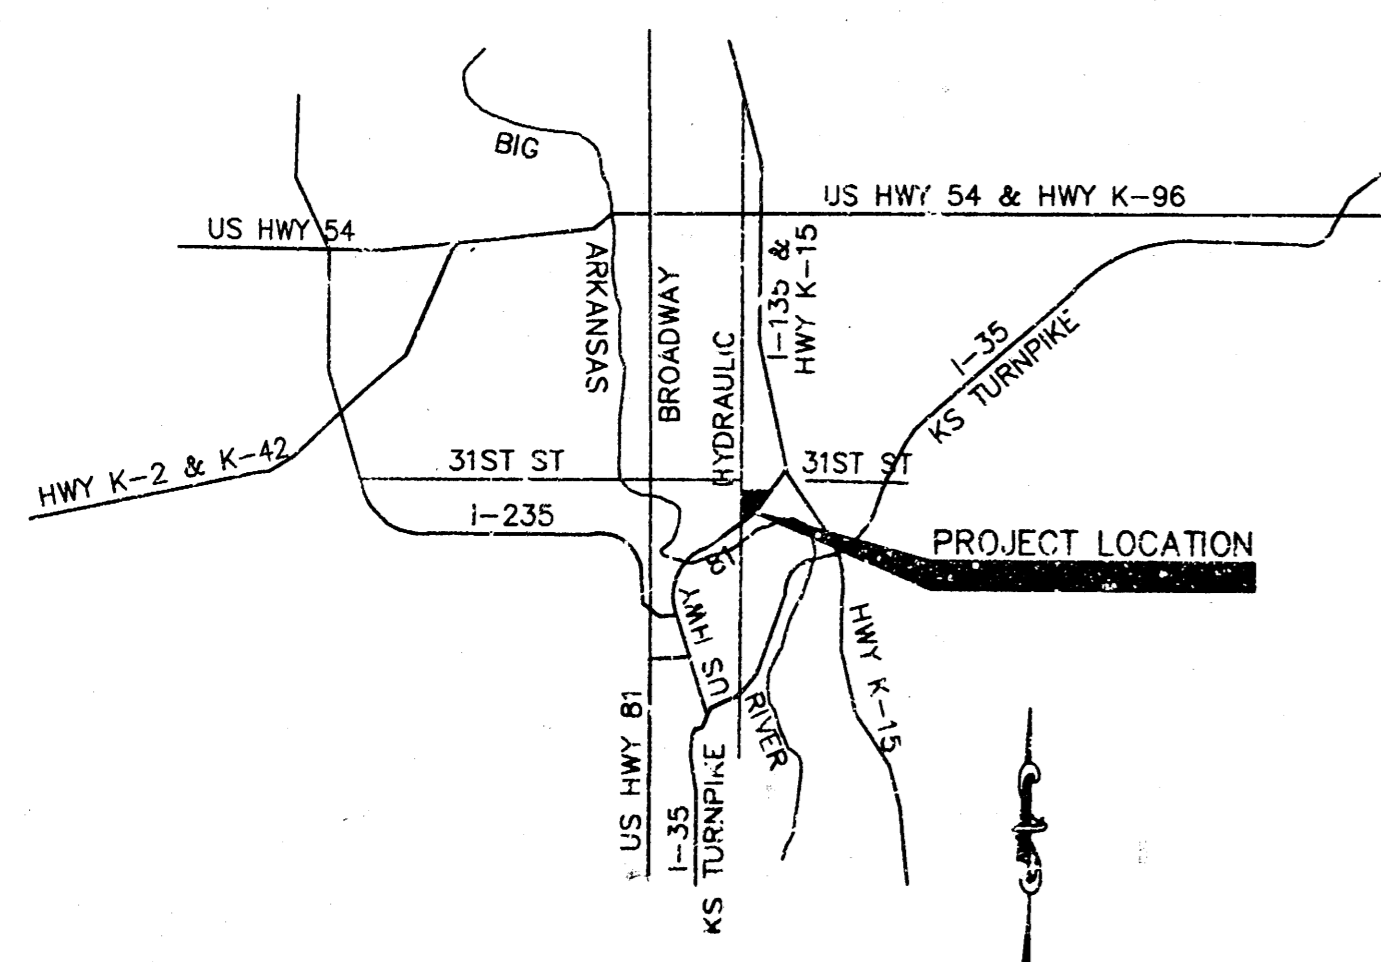 BIG
US HWY 54 & HWY K-96
US HWY 54
ARKANSAS
BROADWAY
HYDRAULIC
I-135 &
HWY K-15
I-35
KS TURNPIKE
HWY K-2 & K-42
31ST ST
31ST ST
I-235
PROJECT LOCATION
US HWY 81
HWY K-15
RIVER
US HWY 81
I-35
KS TURNPIKE